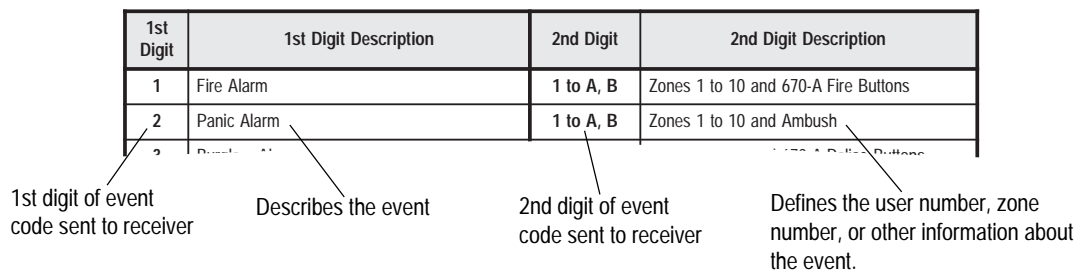 1st Digit 1st Digit Description 2nd Digit 2nd Digit Description
1 Fire Alarm 1 to A, B Zones 1 to 10 and 670-A Fire Buttons
2 Panic Alarm 1 to A, B Zones 1 to 10 and Ambush
1st digit of event
code sent to receiver
Describes the event
2nd digit of event
code sent to receiver
Defines the user number, zone
number, or other information about
the event.